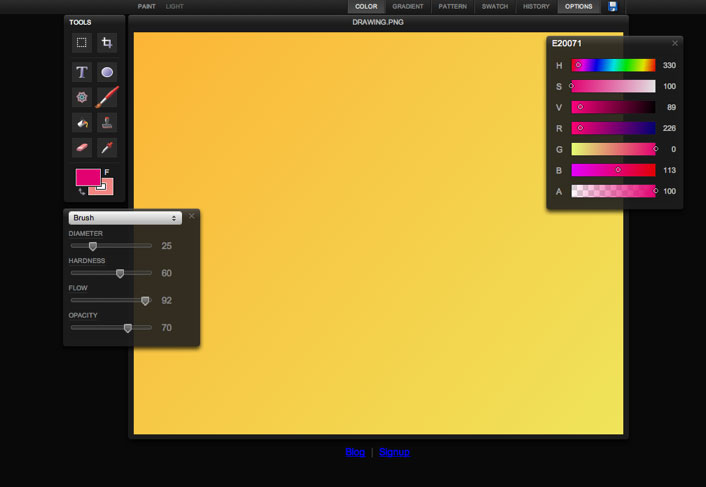 PAINT LIGHT COLOR GRADIENT PATTERN SWATCH HISTORY OPTIONS
TOOLS
DRAWING.PNG
T
F
Brush
DIAMETER 25
HARDNESS 60
FLOW 92
OPACITY 70
E20071
H 330
S 100
V 89
R 226
G 0
B 113
A 100
Blog | Signup